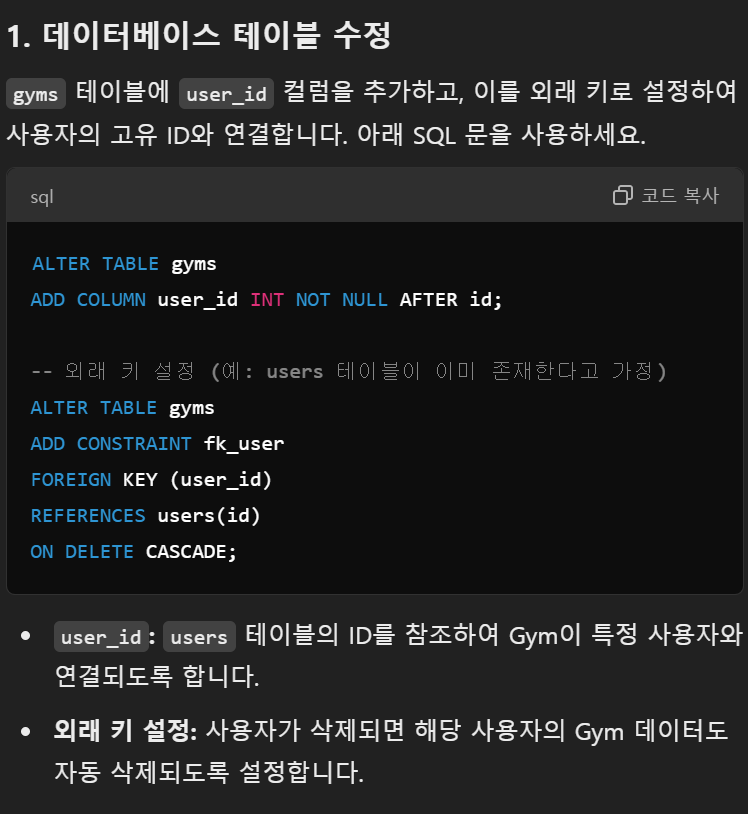 1. 데이터베이스 테이블 수정
gyms 테이블에 user_id 컬럼을 추가하고, 이를 외래 키로 설정하여
사용자의 고유 ID와 연결합니다. 아래 SQL 문을 사용하세요.
sql 코드 복사
ALTER TABLE gyms
ADD COLUMN user_id INT NOT NULL AFTER id;
-- 외래 키 설정 (예: users 테이블이 이미 존재한다고 가정)
ALTER TABLE gyms
ADD CONSTRAINT fk_user
FOREIGN KEY (user_id)
REFERENCES users(id)
ON DELETE CASCADE;
• user_id: users 테이블의 ID를 참조하여 Gym이 특정 사용자와
연결되도록 합니다.
• 외래 키 설정: 사용자가 삭제되면 해당 사용자의 Gym 데이터도
자동 삭제되도록 설정합니다.